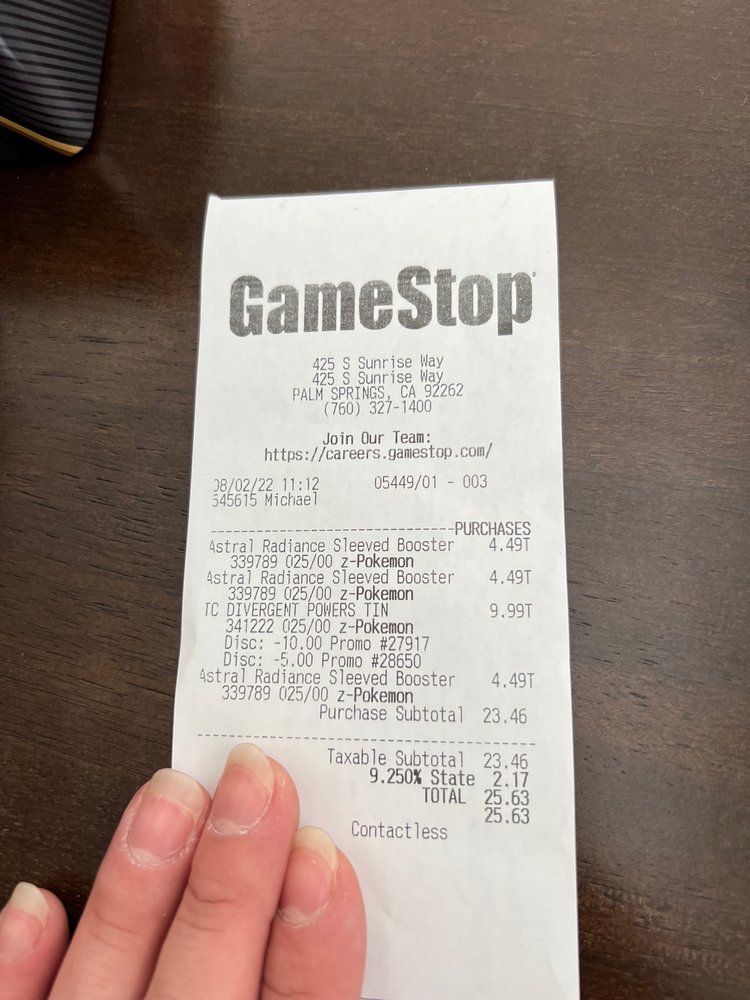 GameStop
425 S Sunrise Way
425 S Sunrise Way
PALM SPRINGS, CA 92262
(760) 327-1400
Join Our Team:
https://careers.gamestop.com/
08/02/22 11:12 05449/01 - 003
545615 Michael
------------------------------PURCHASES
Astral Radiance Sleeved Booster 4.49T
339789 025/00 z-Pokemon
Astral Radiance Sleeved Booster 4.49T
339789 025/00 z-Pokemon
TC DIVERGENT POWERS TIN 9.99T
341222 025/00 z-Pokemon
Disc: -10.00 Promo #27917
Disc: -5.00 Promo #28650
Astral Radiance Sleeved Booster 4.49T
339789 025/00 z-Pokemon
Purchase Subtotal 23.46
Taxable Subtotal 23.46
9.250% State 2.17
TOTAL 25.63
25.63
Contactless